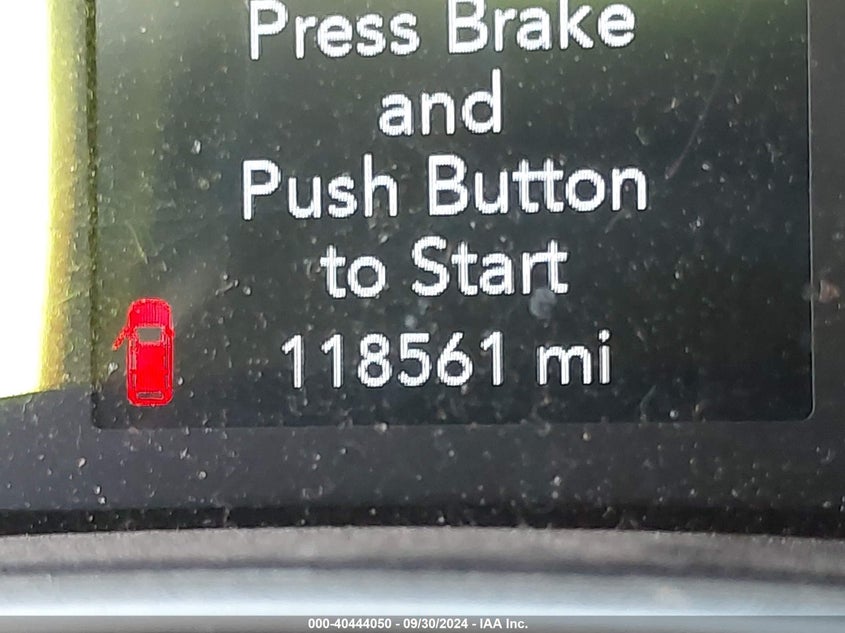 Press Brake
and
Push Button
to Start
118561 mi
000-40444050 - 09/30/2024 - IAA Inc.